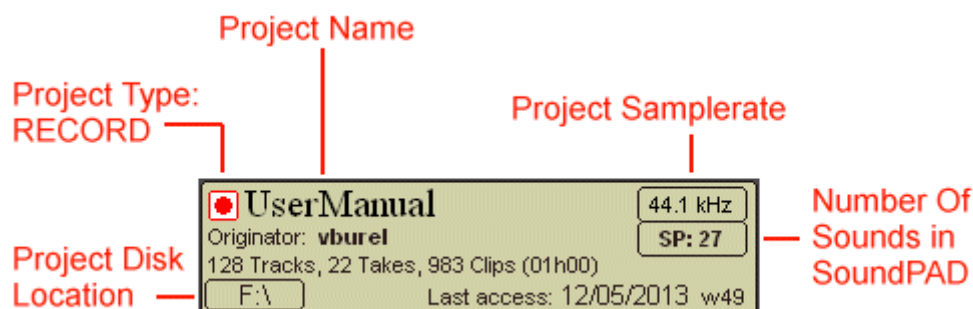 Project Name
Project Type:
RECORD
Project Samplerate
UserManual
44.1 kHz
Originator: vburel
SP: 27
Number Of
Sounds in
SoundPAD
128 Tracks, 22 Takes, 983 Clips (01h00)
Project Disk
Location
F:\
Last access: 12/05/2013 w49